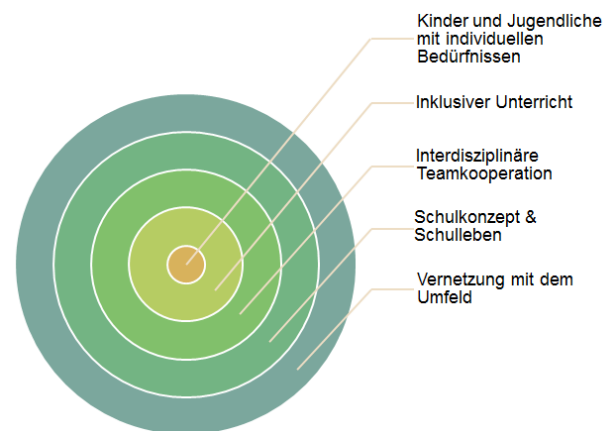 Kinder und Jugendliche
mit individuellen
Bedürfnissen
Inklusiver Unterricht
Interdisziplinäre
Teamkooperation
Schulkonzept &
Schulleben
Vernetzung mit dem
Umfeld